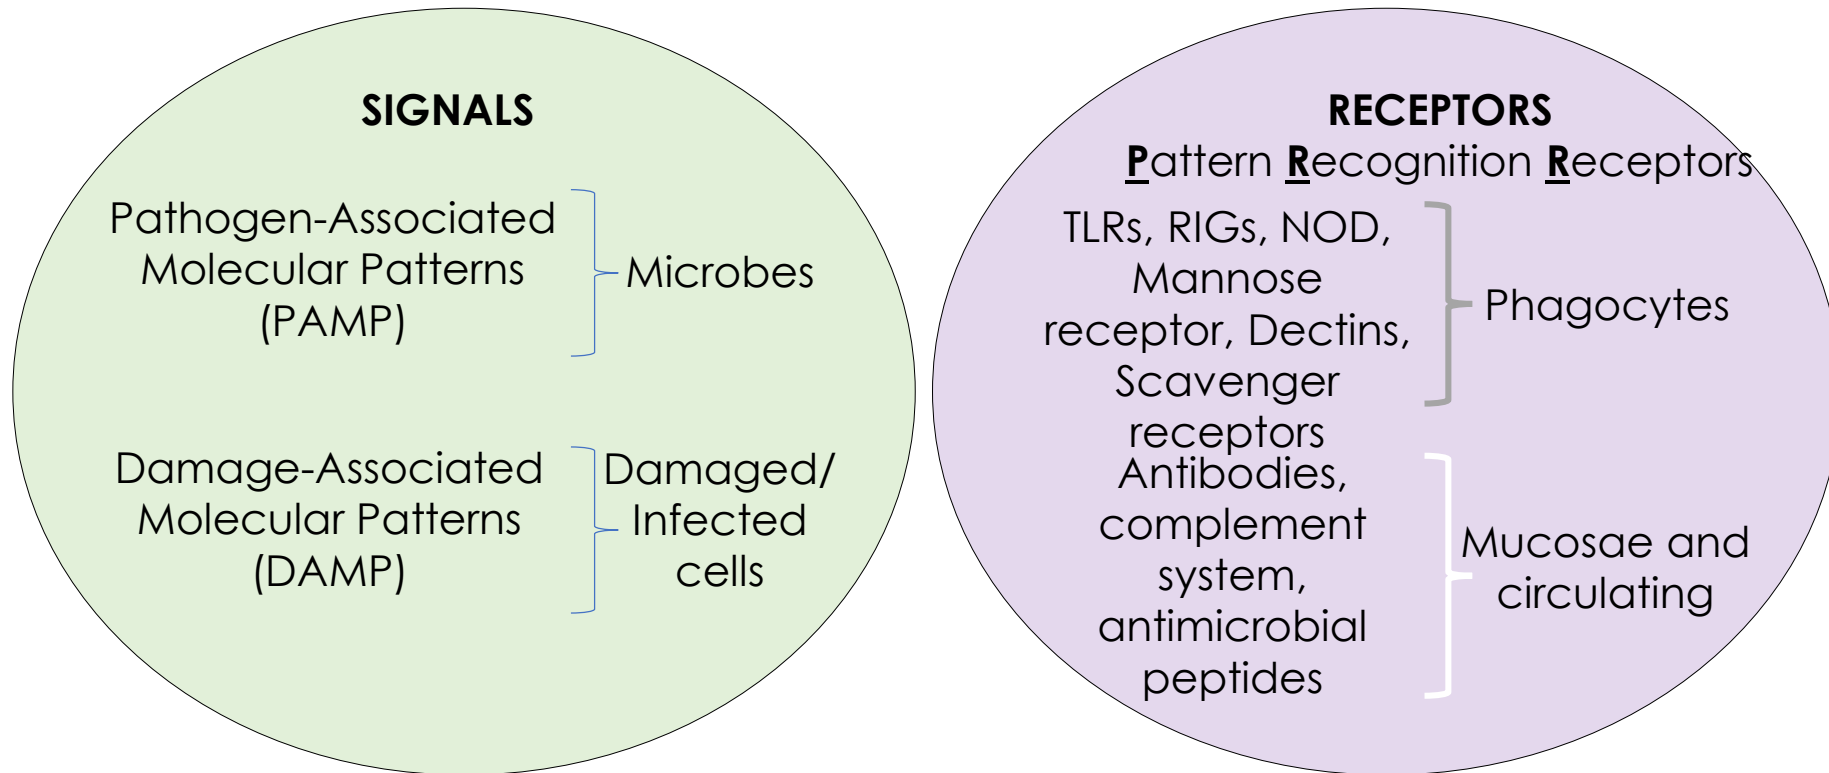 SIGNALS
Pathogen-Associated
Molecular Patterns
(PAMP)
Microbes
Damage-Associated
Molecular Patterns
(DAMP)
Damaged/
Infected
cells
RECEPTORS
Pattern Recognition Receptors
TLRs, RIGs, NOD,
Mannose
receptor, Dectins,
Scavenger
receptors
Phagocytes
Antibodies,
complement
system,
antimicrobial
peptides
Mucosae and
circulating